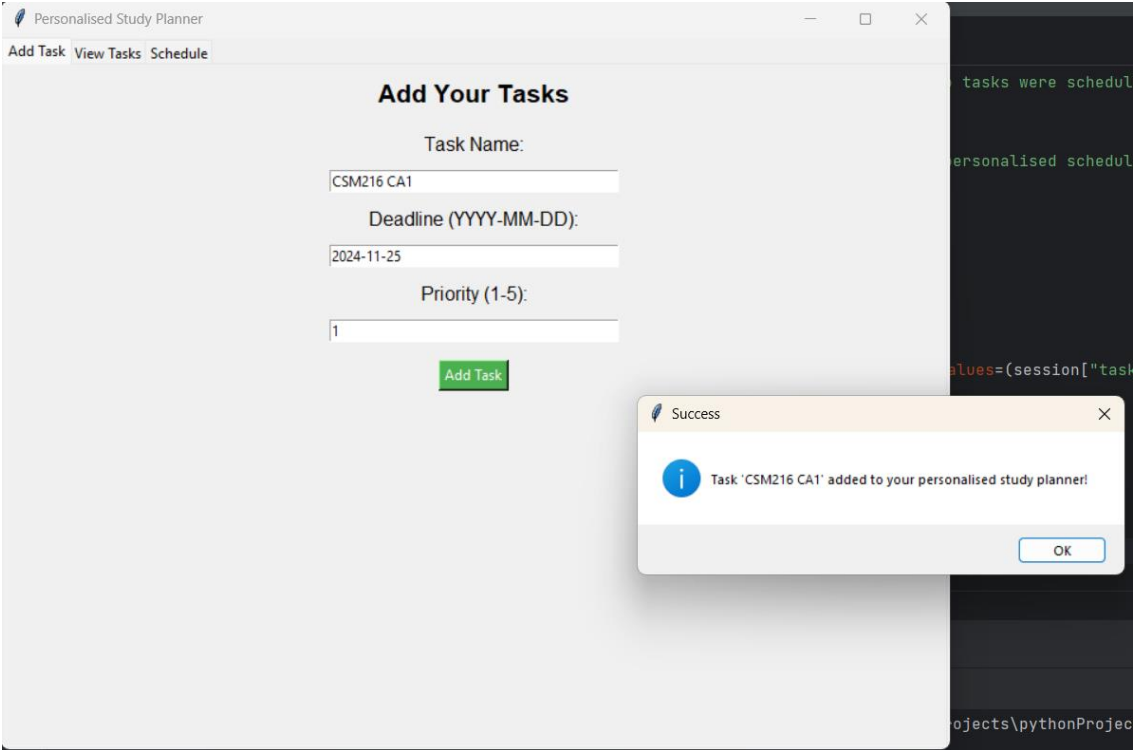 Personalised Study Planner
Add Task View Tasks Schedule
Add Your Tasks
Task Name:
CSM216 CA1
Deadline (YYYY-MM-DD):
2024-11-25
Priority (1-5):
1
Add Task
Success
Task 'CSM216 CA1' added to your personalised study planner!
OK
tasks were schedul
ersonalised schedul
alues=(session["task
ojects\pythonProjec